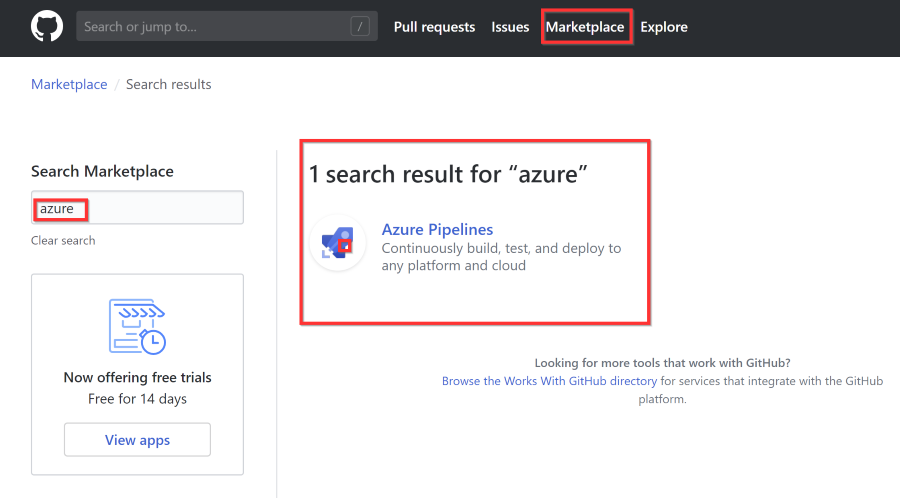 Search or jump to... /
Pull requests Issues Marketplace Explore
Marketplace / Search results
Search Marketplace
azure
Clear search
Now offering free trials
Free for 14 days
View apps
1 search result for “azure”
Azure Pipelines
Continuously build, test, and deploy to
any platform and cloud
Looking for more tools that work with GitHub?
Browse the Works With GitHub directory for services that integrate with the GitHub
platform.